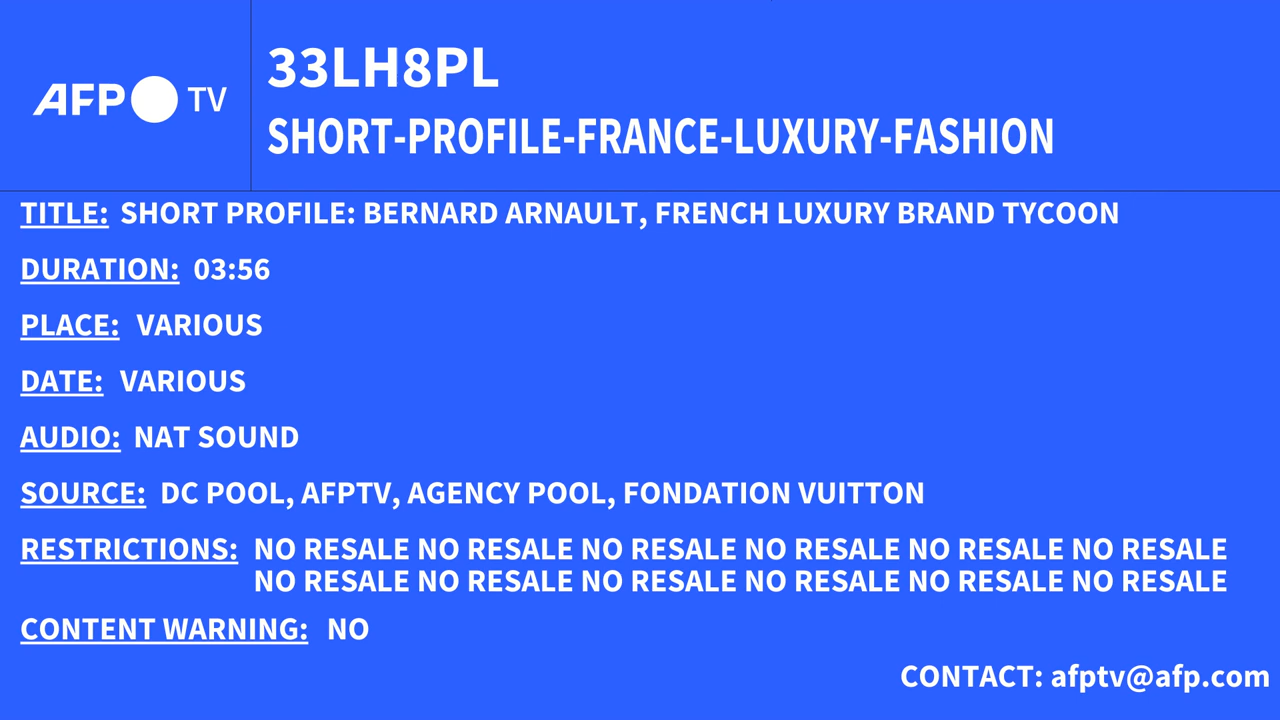 AFP TV
33LH8PL
SHORT-PROFILE-FRANCE-LUXURY-FASHION
TITLE: SHORT PROFILE: BERNARD ARNAULT, FRENCH LUXURY BRAND TYCOON
DURATION: 03:56
PLACE: VARIOUS
DATE: VARIOUS
AUDIO: NAT SOUND
SOURCE: DC POOL, AFPTV, AGENCY POOL, FONDATION VUITTON
RESTRICTIONS: NO RESALE NO RESALE NO RESALE NO RESALE NO RESALE NO RESALE
NO RESALE NO RESALE NO RESALE NO RESALE NO RESALE NO RESALE
CONTENT WARNING: NO
CONTACT: afptv@afp.com